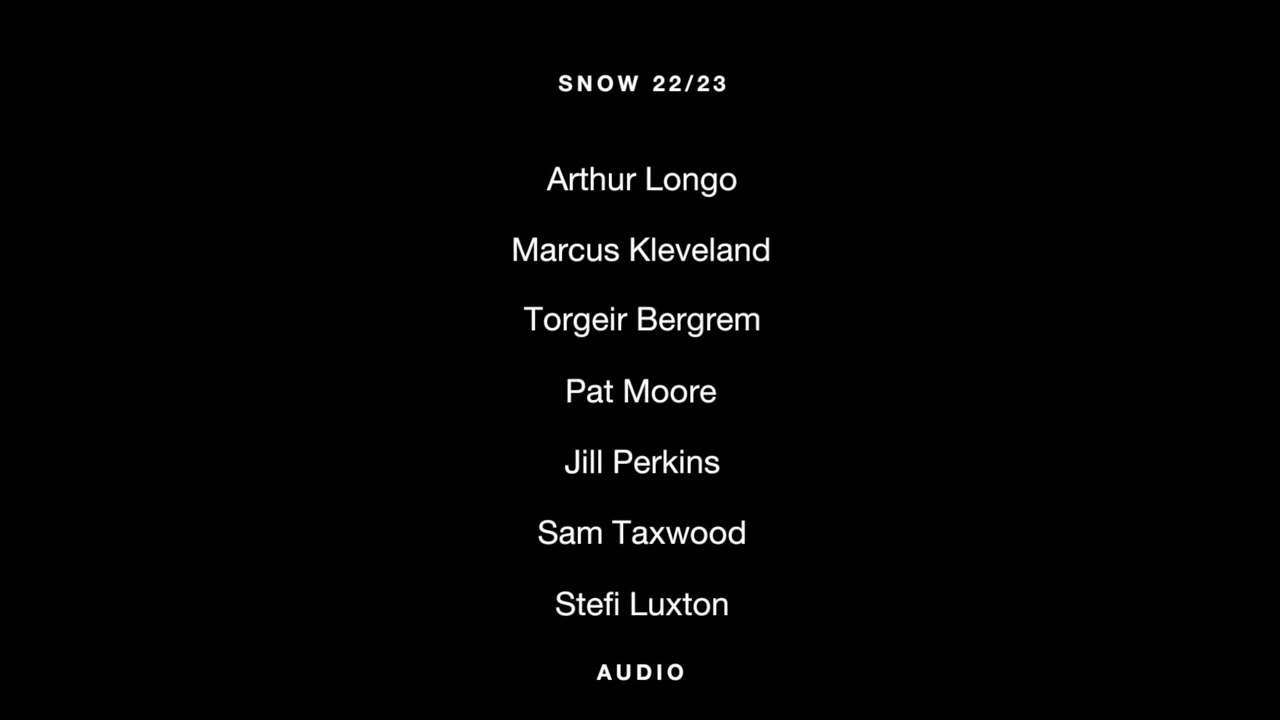 SNOW 22/23
Arthur Longo
Marcus Kleveland
Torgeir Bergrem
Pat Moore
Jill Perkins
Sam Taxwood
Stefi Luxton
AUDIO